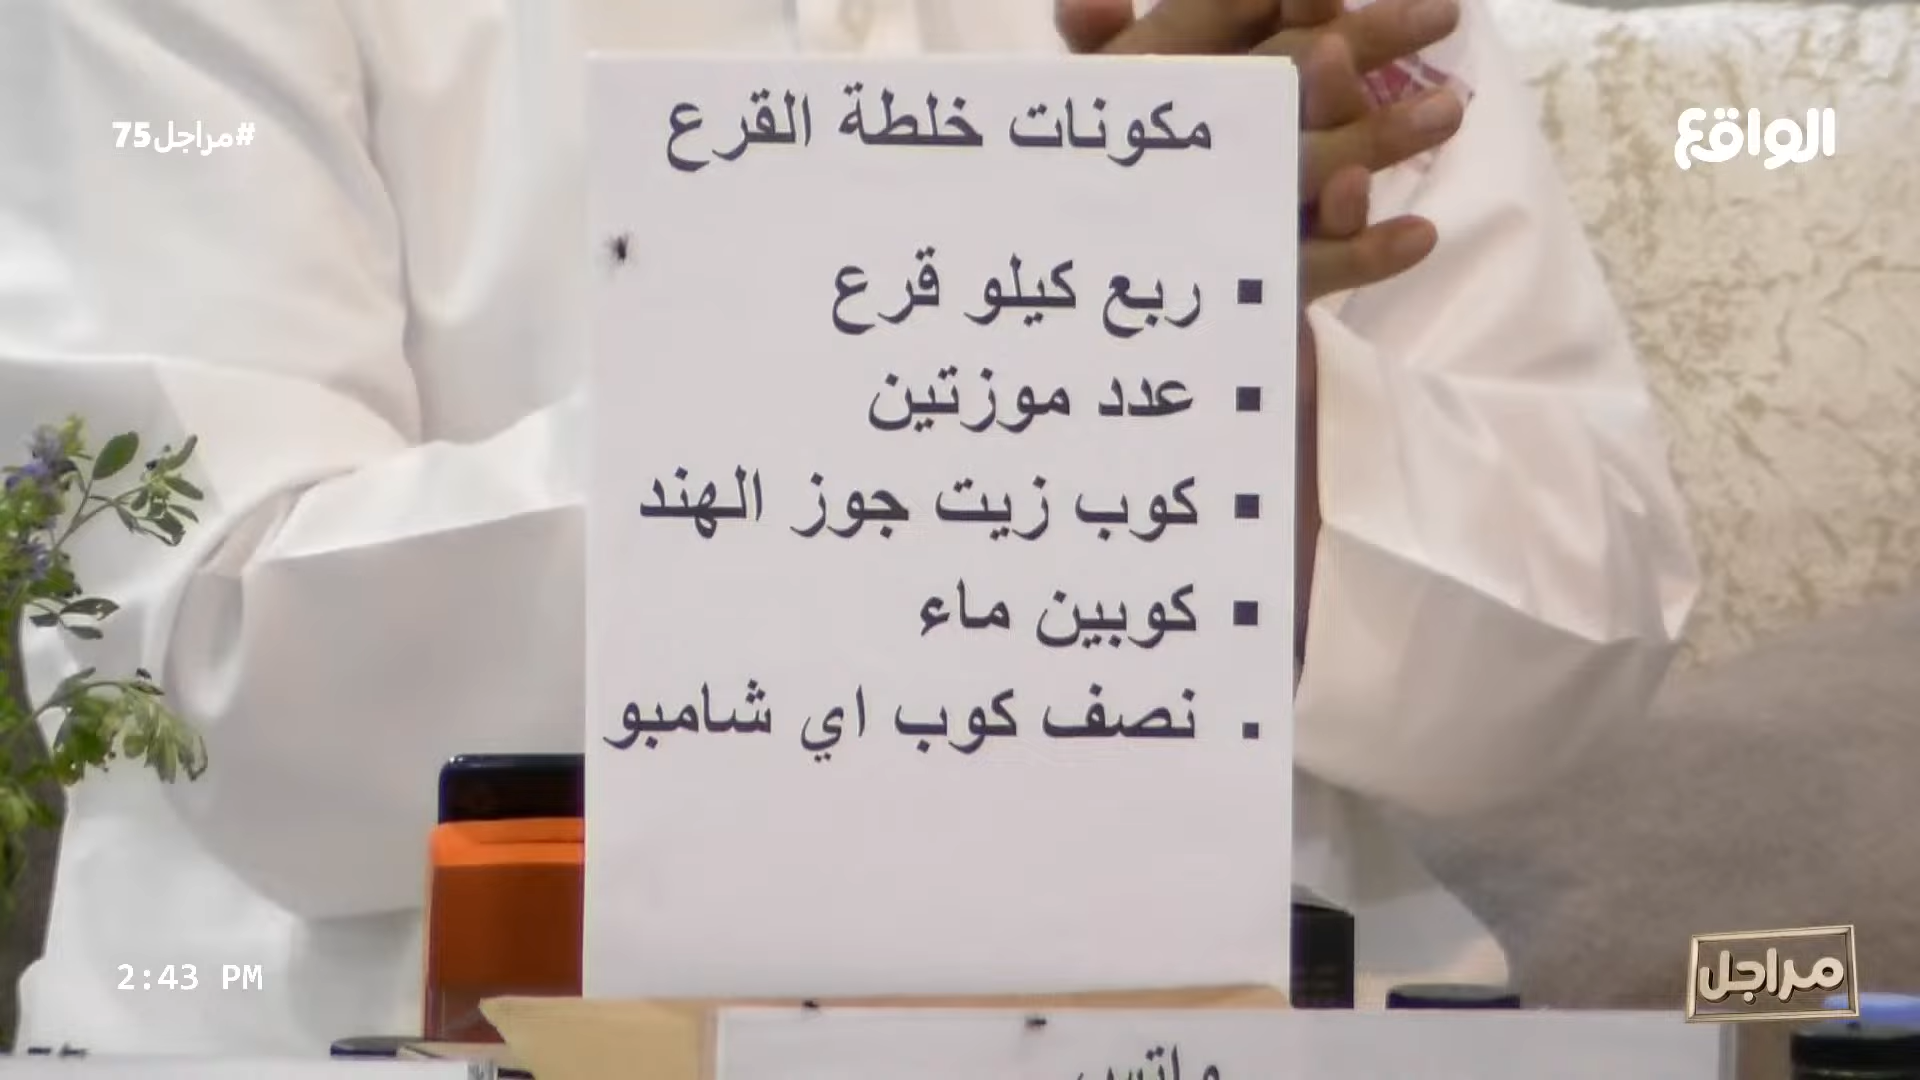 #مراجل75
الواقع
مكونات خلطة القرع
▪ ربع كيلو قرع
▪ عدد موزتين
▪ كوب زيت جوز الهند
▪ كوبين ماء
▪ نصف كوب اي شامبو
2:43 PM
مراجل